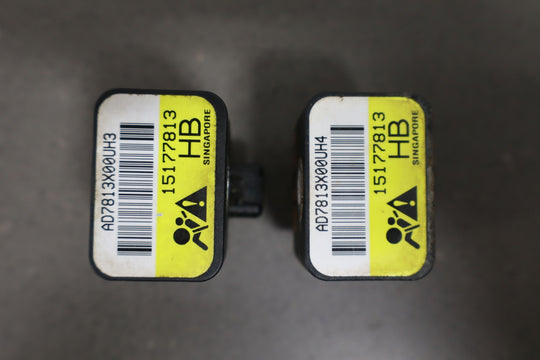 AD7813X00UH3
15177813
HB
SINGAPORE
AD7813X00UH4
15177813
HB
SINGAPORE